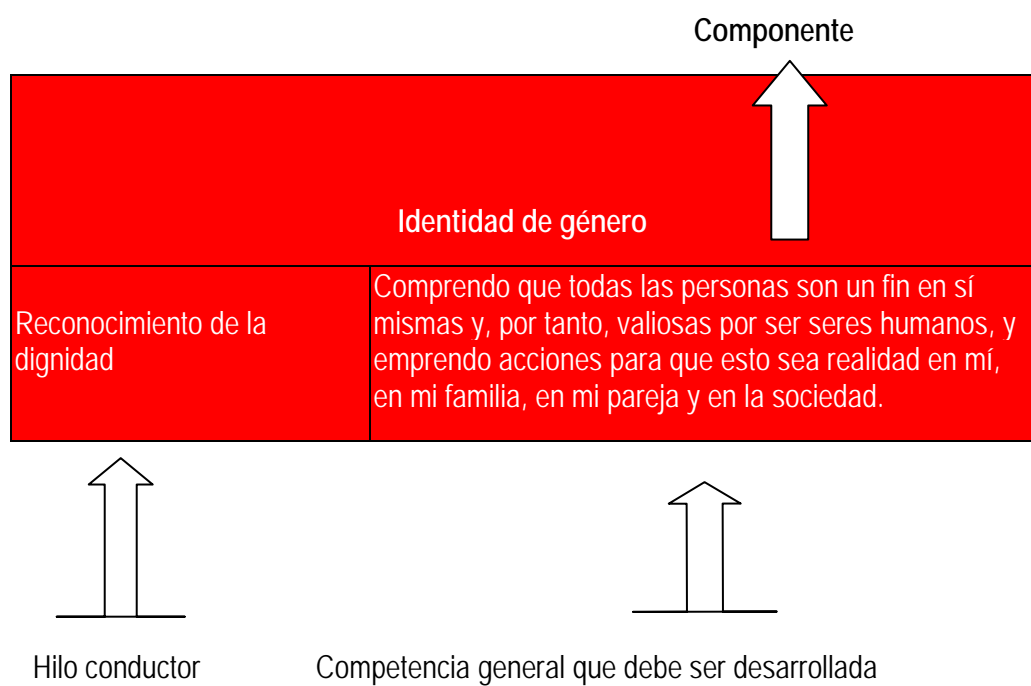 Componente
Identidad de género
Reconocimiento de la
dignidad
Comprendo que todas las personas son un fin en sí
mismas y, por tanto, valiosas por ser seres humanos, y
emprendo acciones para que esto sea realidad en mí,
en mi familia, en mi pareja y en la sociedad.
Hilo conductor
Competencia general que debe ser desarrollada